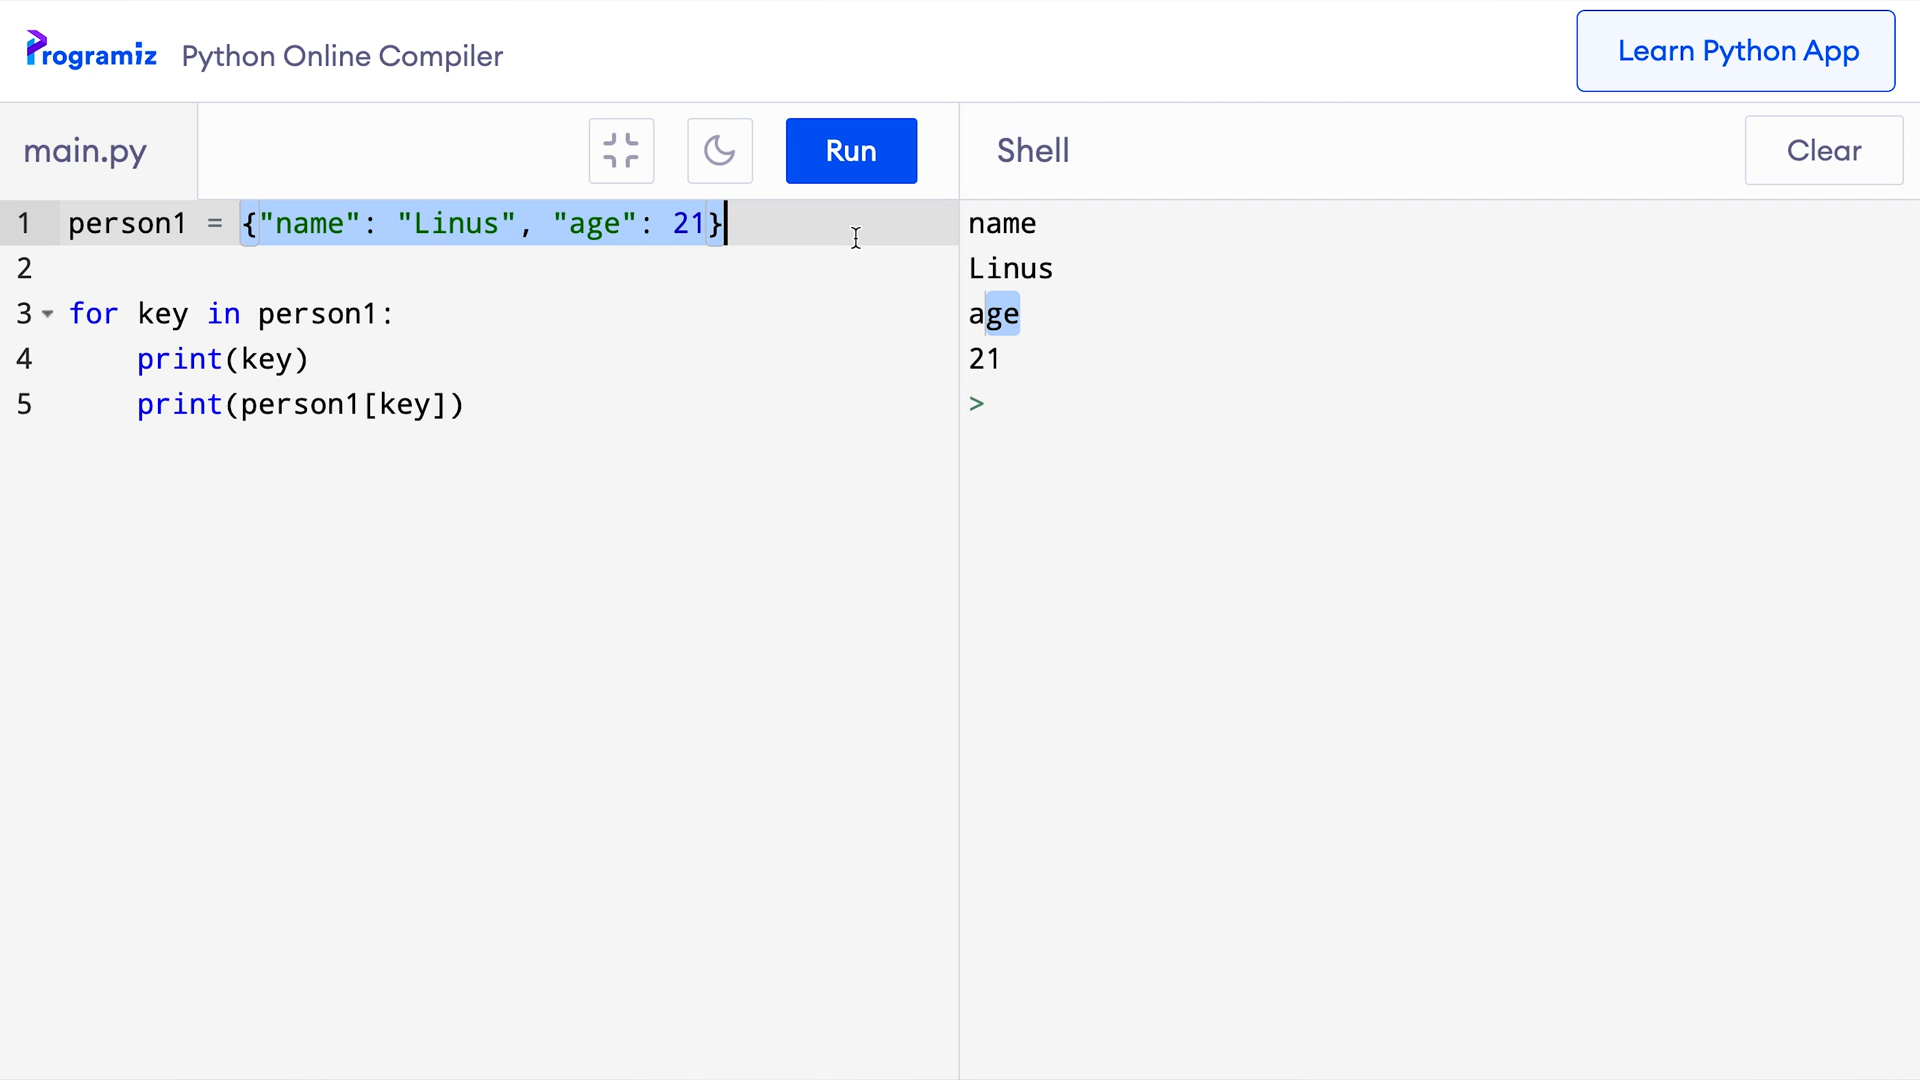 Programiz Python Online Compiler
Learn Python App
main.py
Run
Shell
Clear
1 person1 = {"name": "Linus", "age": 21}
2
3 for key in person1:
4     print(key)
5     print(person1[key])
name
Linus
age
21
>